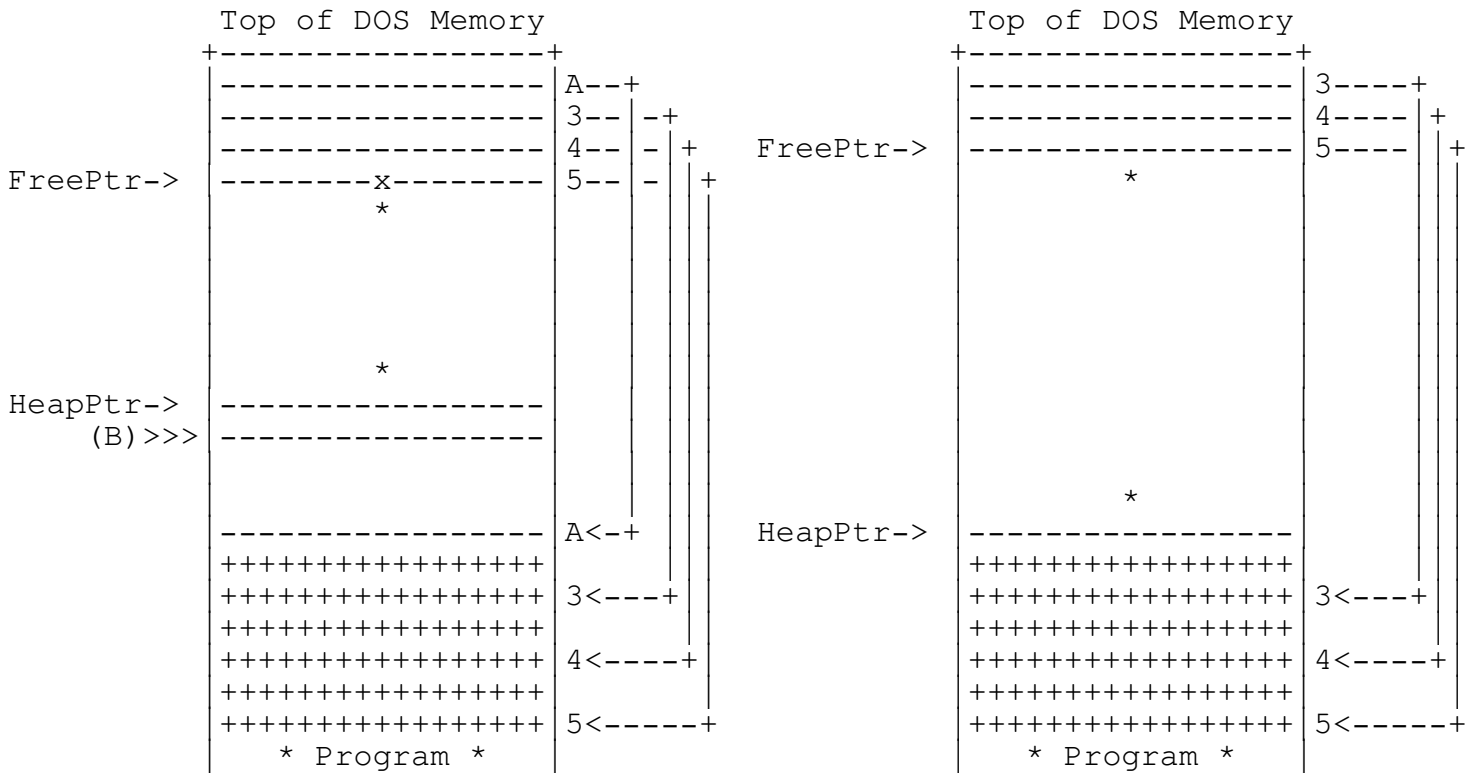 Top of DOS Memory                       Top of DOS Memory
    +------------------+                    +------------------+
    | -----------------| A--+               | -----------------| 3----+
    | -----------------| 3-- -+             | -----------------| 4---- +
    | -----------------| 4-- - +  FreePtr-> | -----------------| 5----  +
FreePtr-> | --------x--------| 5-- -  +     |         *        |
    |         *        |
    |         *        |
HeapPtr-> | -----------------|
(B)>>> | -----------------|
    |                  |                    |         *        |
    | -----------------| A<-+     HeapPtr-> | -----------------|
    | +++++++++++++++++|                    | +++++++++++++++++|
    | +++++++++++++++++| 3<---+             | +++++++++++++++++| 3<---+
    | +++++++++++++++++|                    | +++++++++++++++++|
    | +++++++++++++++++| 4<----+            | +++++++++++++++++| 4<----+
    | +++++++++++++++++|                    | +++++++++++++++++|
    | +++++++++++++++++| 5<-----+           | +++++++++++++++++| 5<-----+
    |    * Program *   |                    |    * Program *   |